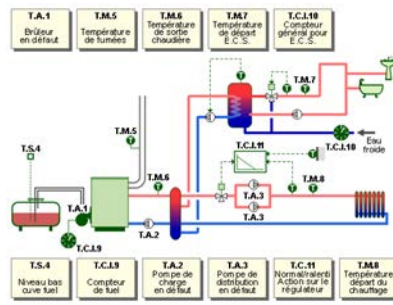 T.A.1
Brûleur
en défaut
T.M.5
Température
de fumées
T.M.6
Température
de sortie
chaudière
T.M.7
Température
de départ
E.C.S.
T.C.I.10
Compteur
général pour
E.C.S.
T.M.7
T.M.5
T.C.I.10
Eau
froide
T.S.4
T.C.I.11
T.M.6
T.M.8
T.A.1
T.A.3
T.A.3
T.A.2
T.C.I.9
T.S.4
Niveau bas
cuve fuel
T.C.I.9
Compteur
de fuel
T.A.2
Pompe de
charge en
défaut
T.A.3
Pompe de
distribution
en défaut
T.C.11
Normal/ralenti
Action sur le
régulateur
T.M.8
Température
départ du
chauffage